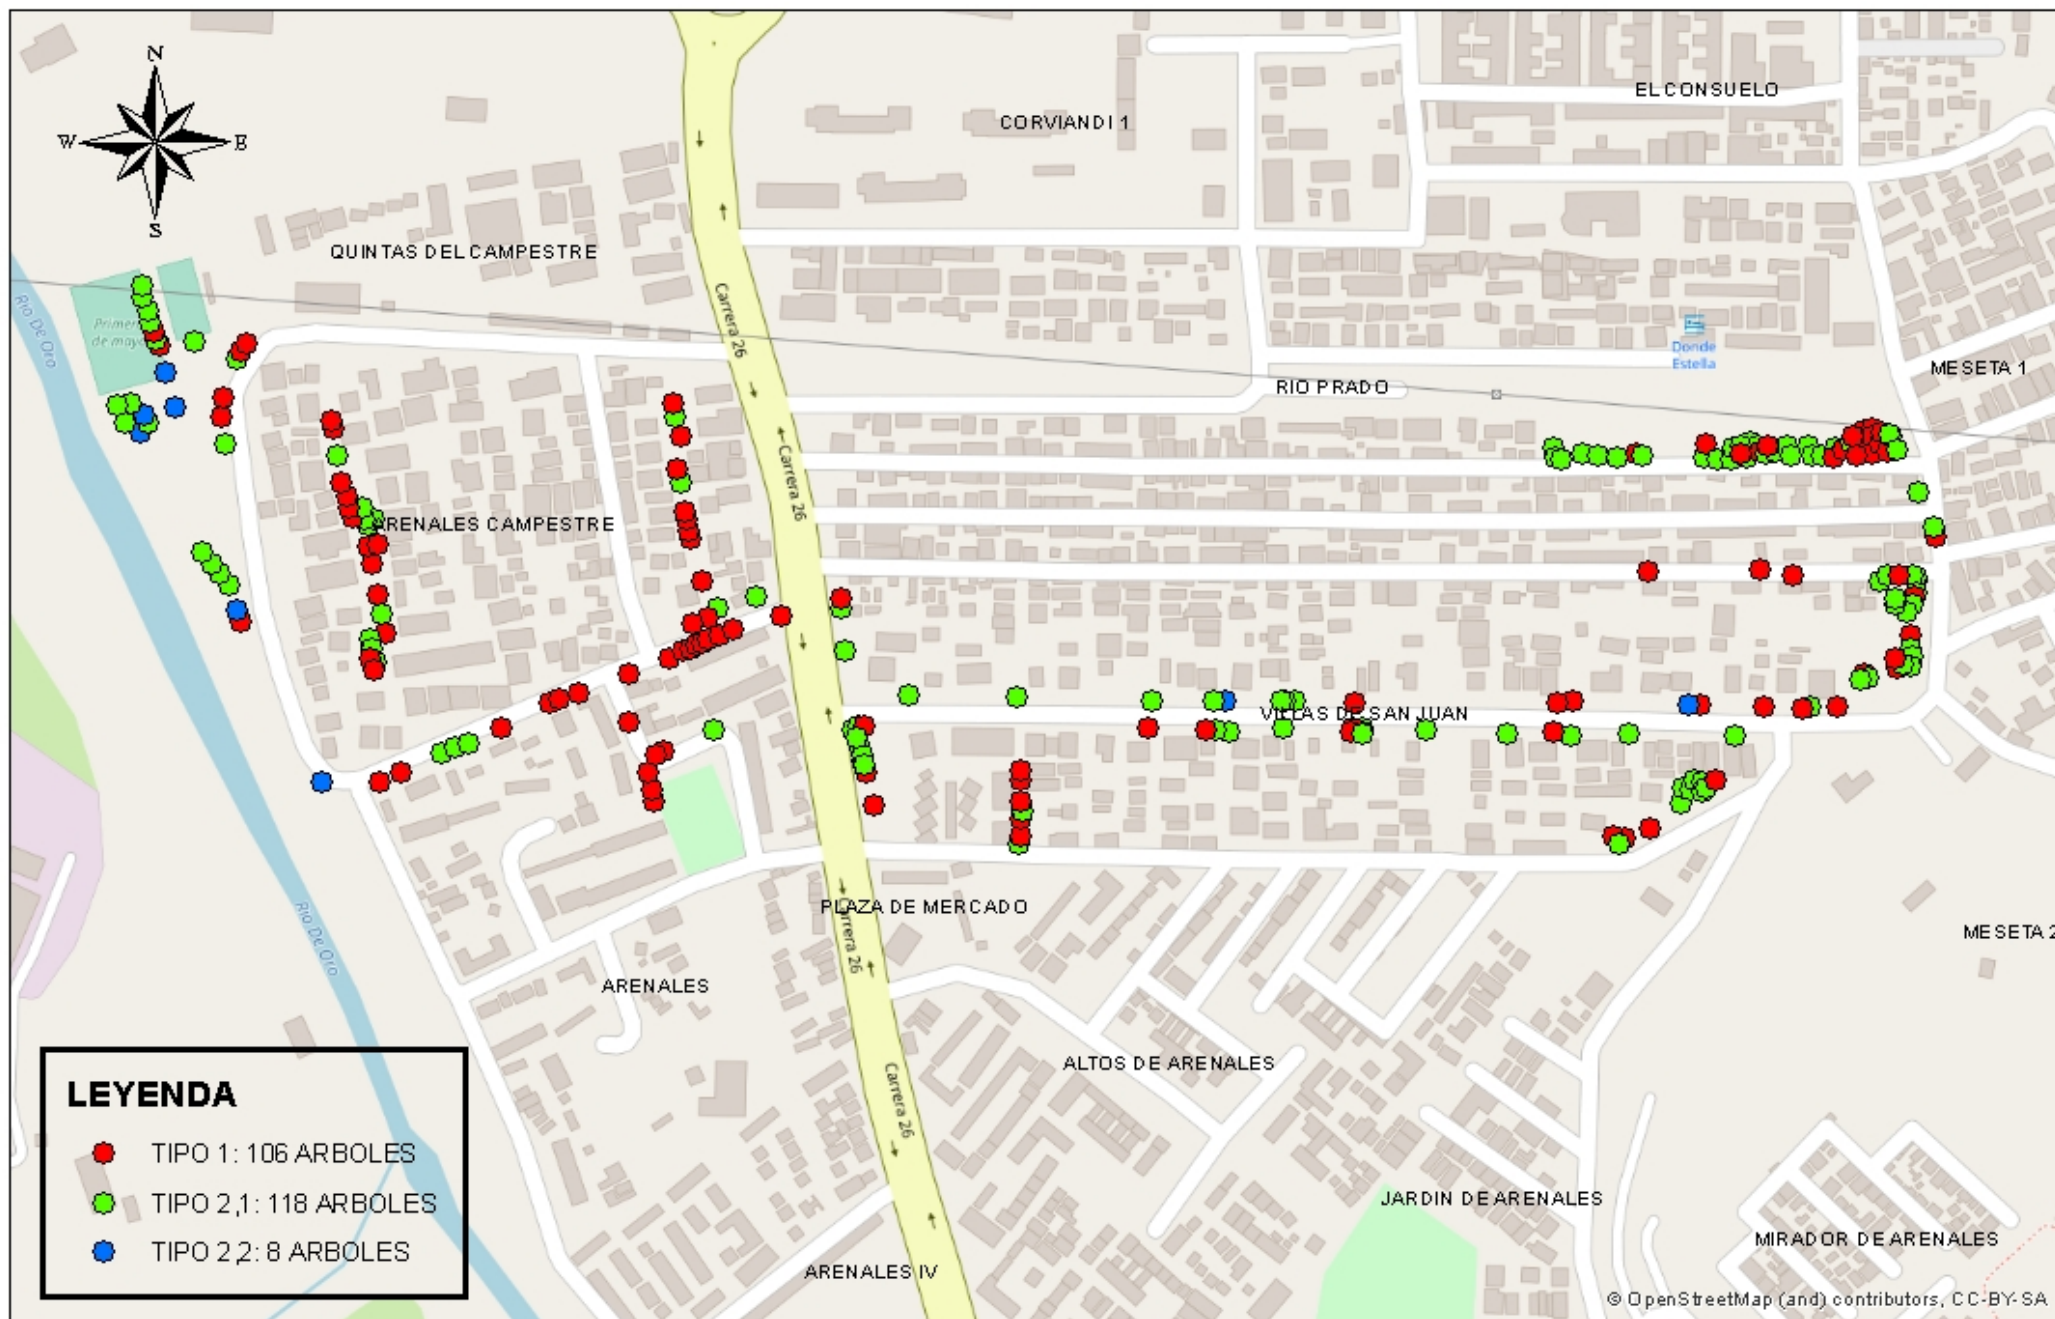 N
W
E
S
EL CONSUELO
CORVIANDI 1
QUINTAS DEL CAMPESTRE
Rio De Oro
Carrera 26
Donde
Estella
MESETA 1
RIO PRADO
Carrera 26
ARENALES CAMPESTRE
VILLAS DE SAN JUAN
PLAZA DE MERCADO
Carrera 26
MESETA 2
Rio De Oro
ARENALES
ALTOS DE ARENALES
Carrera 26
LEYENDA
TIPO 1: 106 ARBOLES
TIPO 2,1: 118 ARBOLES
TIPO 2,2: 8 ARBOLES
JARDIN DE ARENALES
MIRADOR DE ARENALES
ARENALES IV
© OpenStreetMap (and) contributors, CC-BY-SA